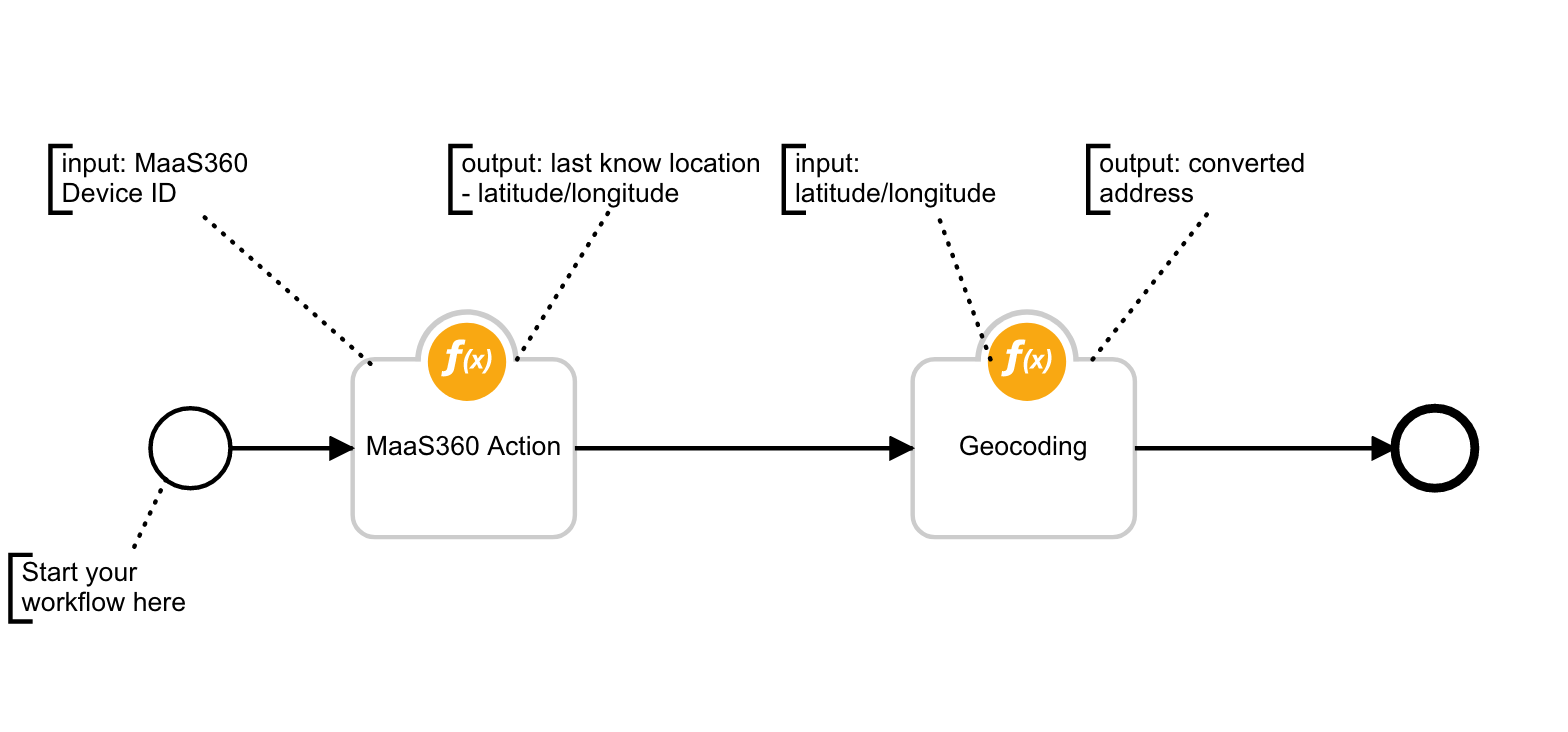 input: MaaS360
Device ID
output: last know location
- latitude/longitude
input:
latitude/longitude
output: converted
address
f(x)
f(x)
MaaS360 Action
Geocoding
Start your
workflow here